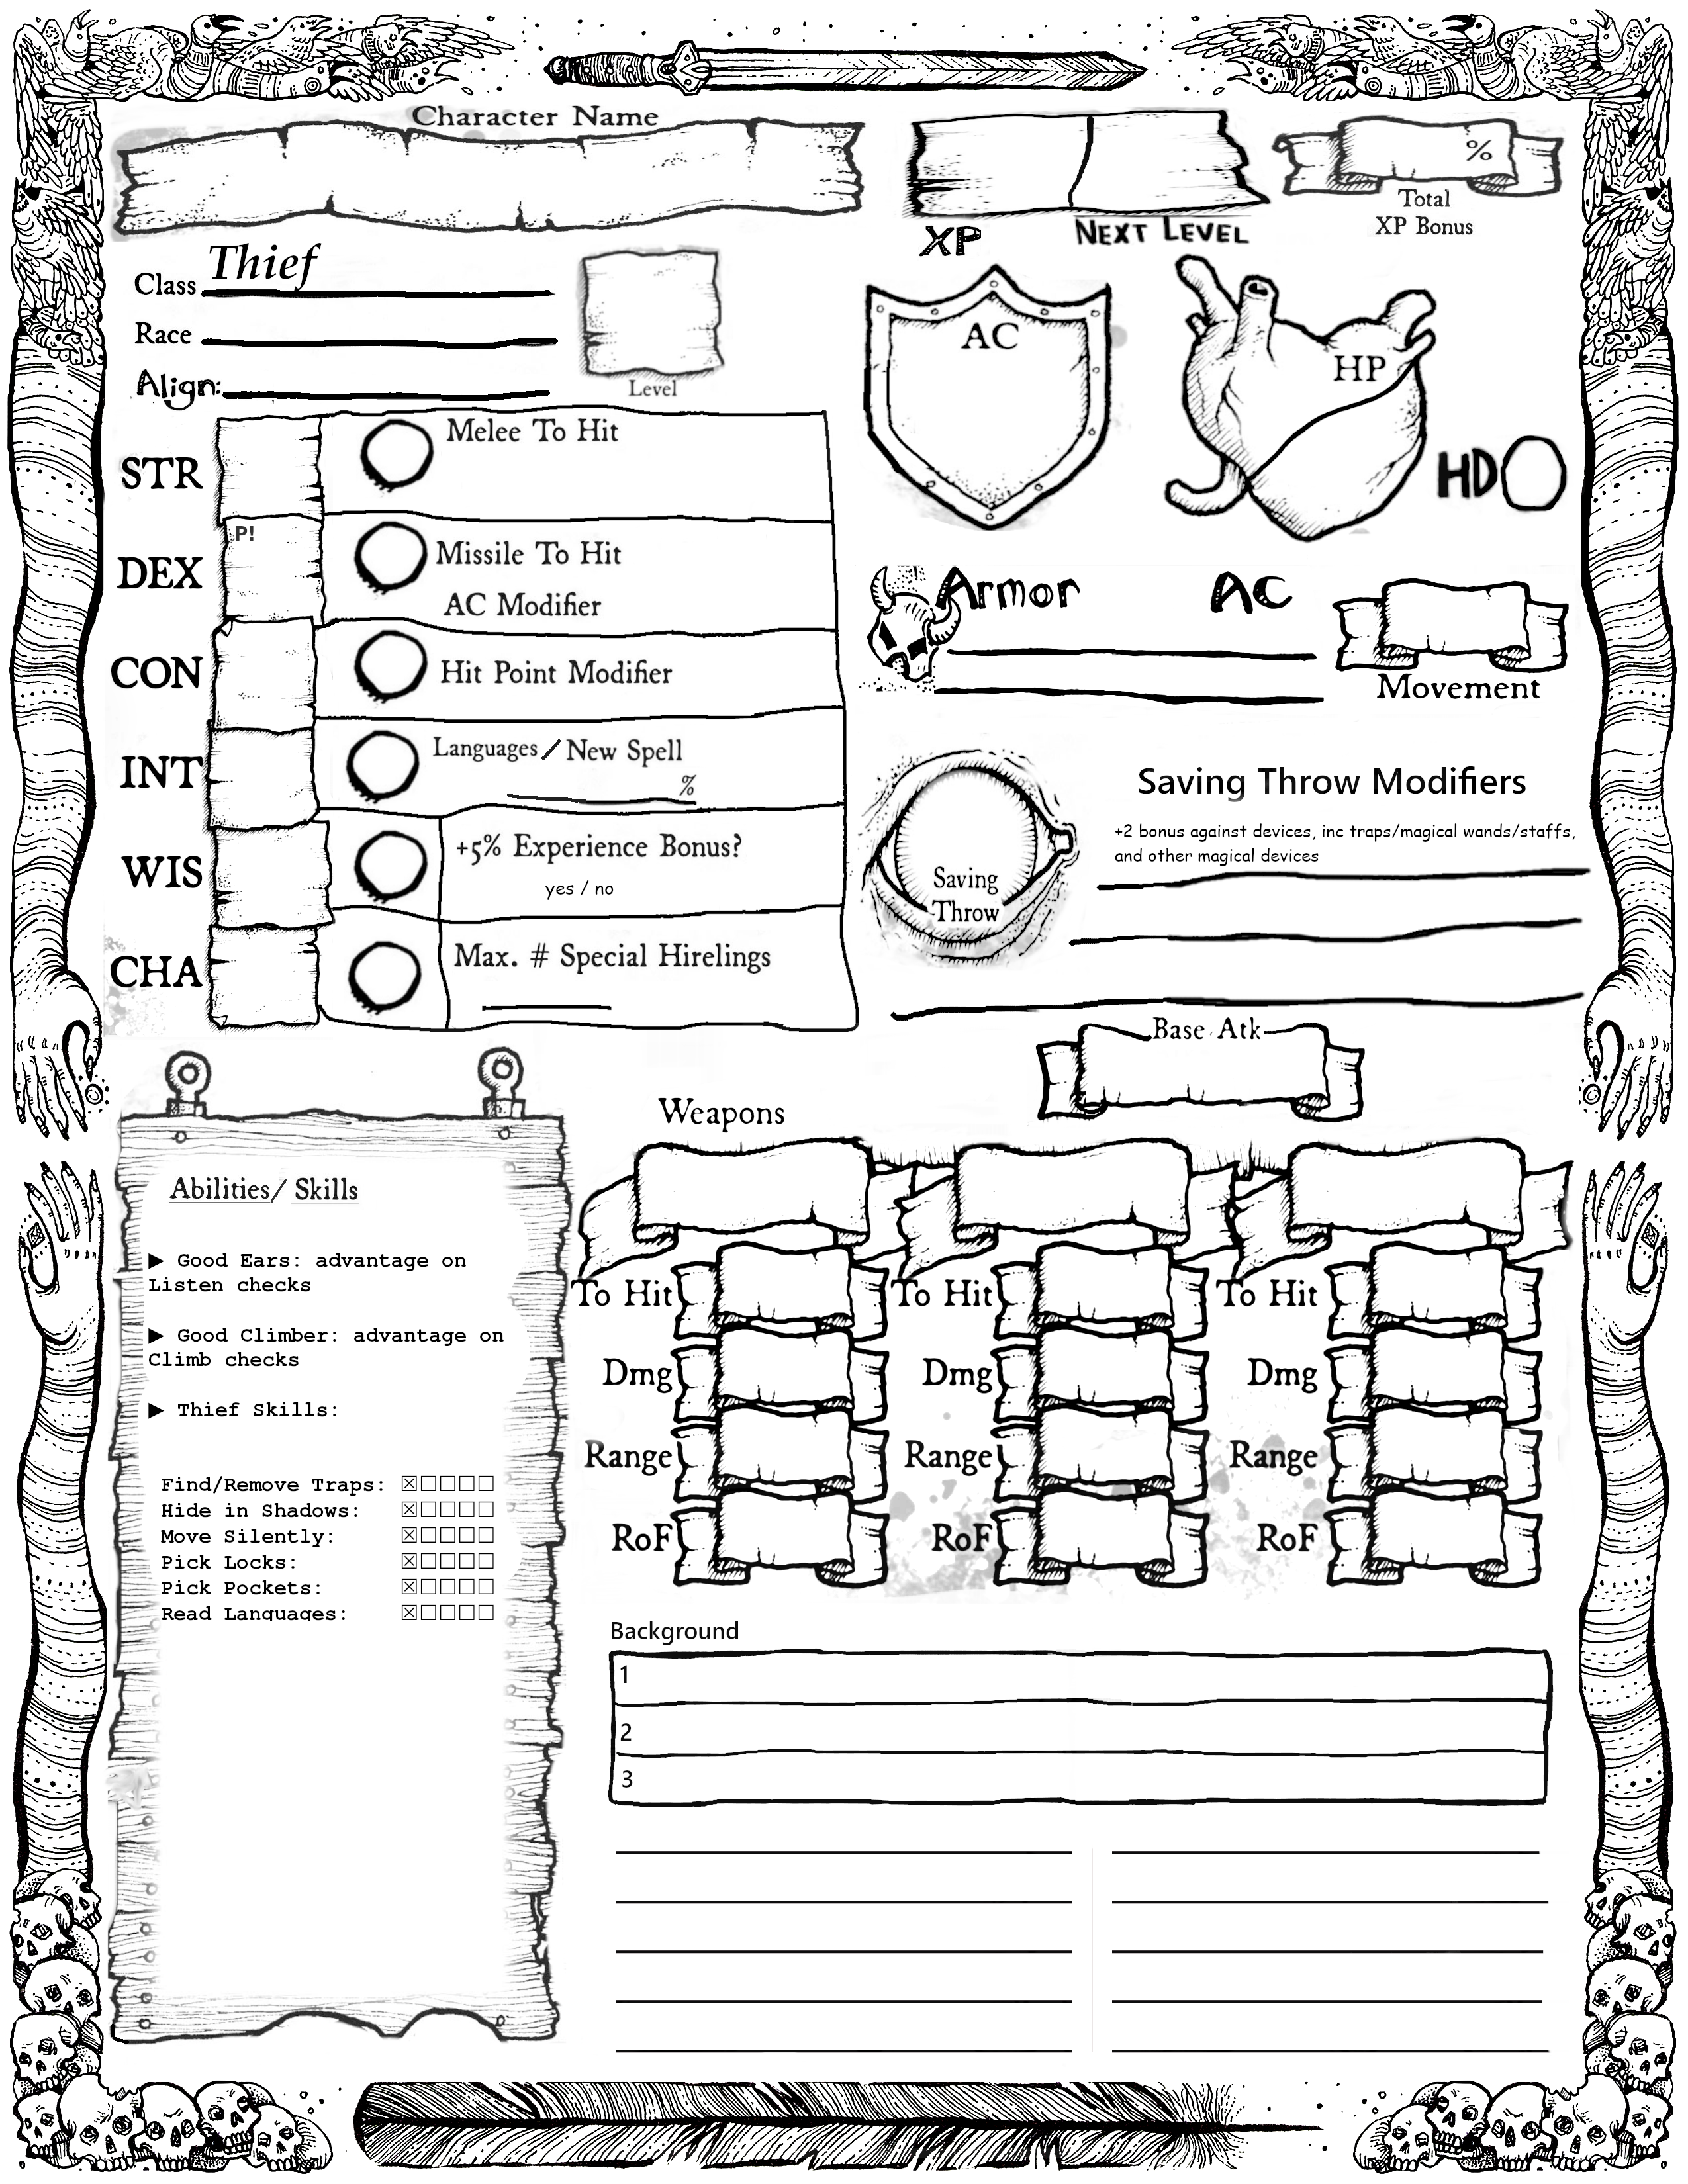 Character Name
%
Total
XP Bonus
XP
NEXT LEVEL
Class Thief
Race
Align:
Level
AC
HP
HD
STR
Melee To Hit
DEX
P!
Missile To Hit
AC Modifier
CON
Hit Point Modifier
INT
Languages / New Spell
%
WIS
+5% Experience Bonus?
yes / no
CHA
Max. # Special Hirelings
Armor AC
Movement
Saving Throw
Saving Throw Modifiers
+2 bonus against devices, inc traps/magical wands/staffs,
and other magical devices
Base Atk
Weapons
To Hit To Hit To Hit
Dmg Dmg Dmg
Range Range Range
RoF RoF RoF
Abilities/ Skills
▶ Good Ears: advantage on
Listen checks
▶ Good Climber: advantage on
Climb checks
▶ Thief Skills:
Find/Remove Traps: ☒☐☐☐☐
Hide in Shadows: ☒☐☐☐☐
Move Silently: ☒☐☐☐☐
Pick Locks: ☒☐☐☐☐
Pick Pockets: ☒☐☐☐☐
Read Languages: ☒☐☐☐☐
Background
1
2
3